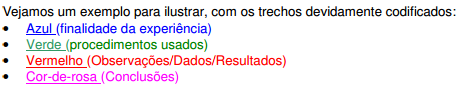 Vejamos um exemplo para ilustrar, com os trechos devidamente codificados:
• Azul (finalidade da experiência)
• Verde (procedimentos usados)
• Vermelho (Observações/Dados/Resultados)
• Cor-de-rosa (Conclusões)